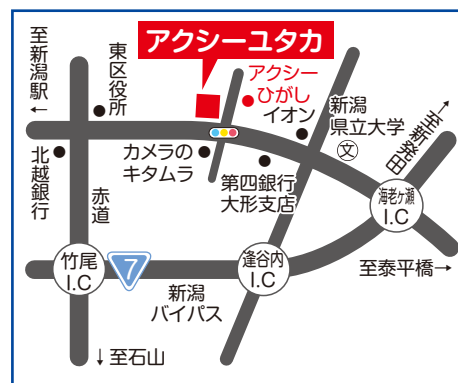 アクシーユタカ
至新潟駅
←
東区役所
アクシー
ひがし
イオン
新潟
県立大学
文
至新発田
→
北越銀行
赤道
カメラの
キタムラ
第四銀行
大形支店
海老ヶ瀬
I.C
竹尾
I.C
7
逢谷内
I.C
至泰平橋→
新潟
バイパス
↓至石山